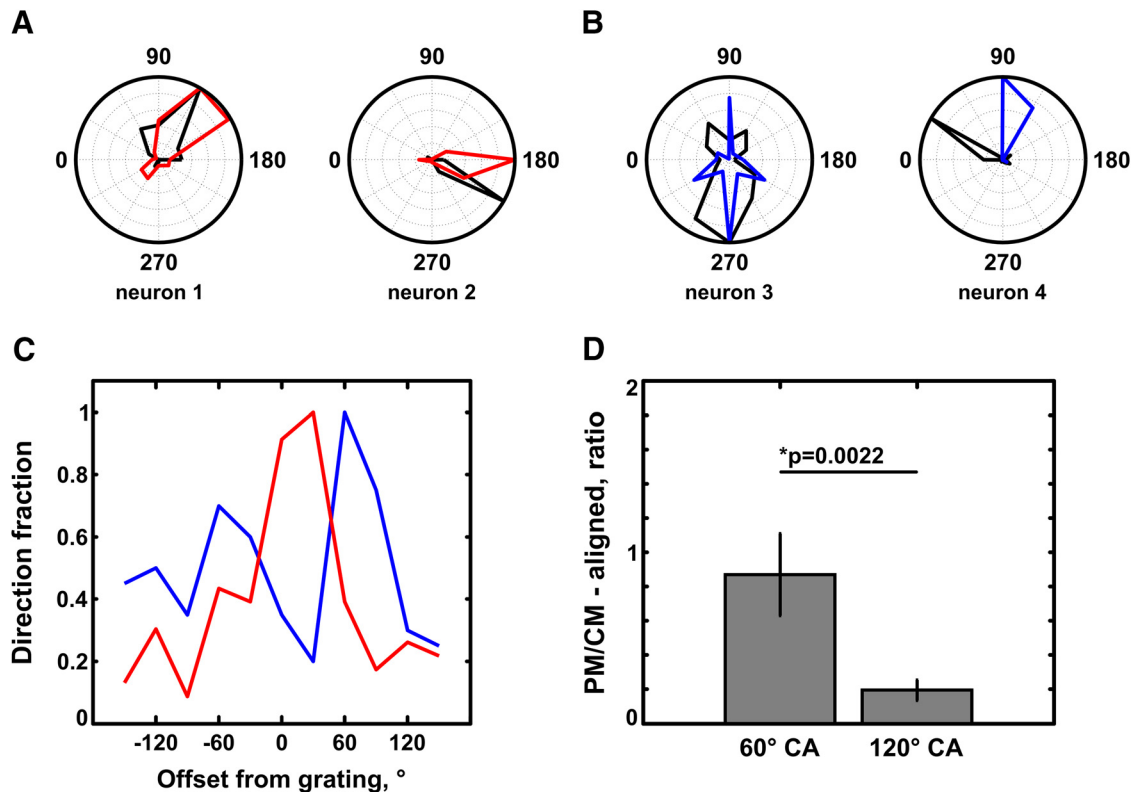 A
B
90
90
90
90
0
180
0
180
0
180
0
180
270
270
270
270
neuron 1
neuron 2
neuron 3
neuron 4
C
D
Direction fraction
1
0.8
0.6
0.4
0.2
0
-120
-60
0
60
120
Offset from grating, °
PM/CM - aligned, ratio
2
1
0
*p=0.0022
60° CA
120° CA